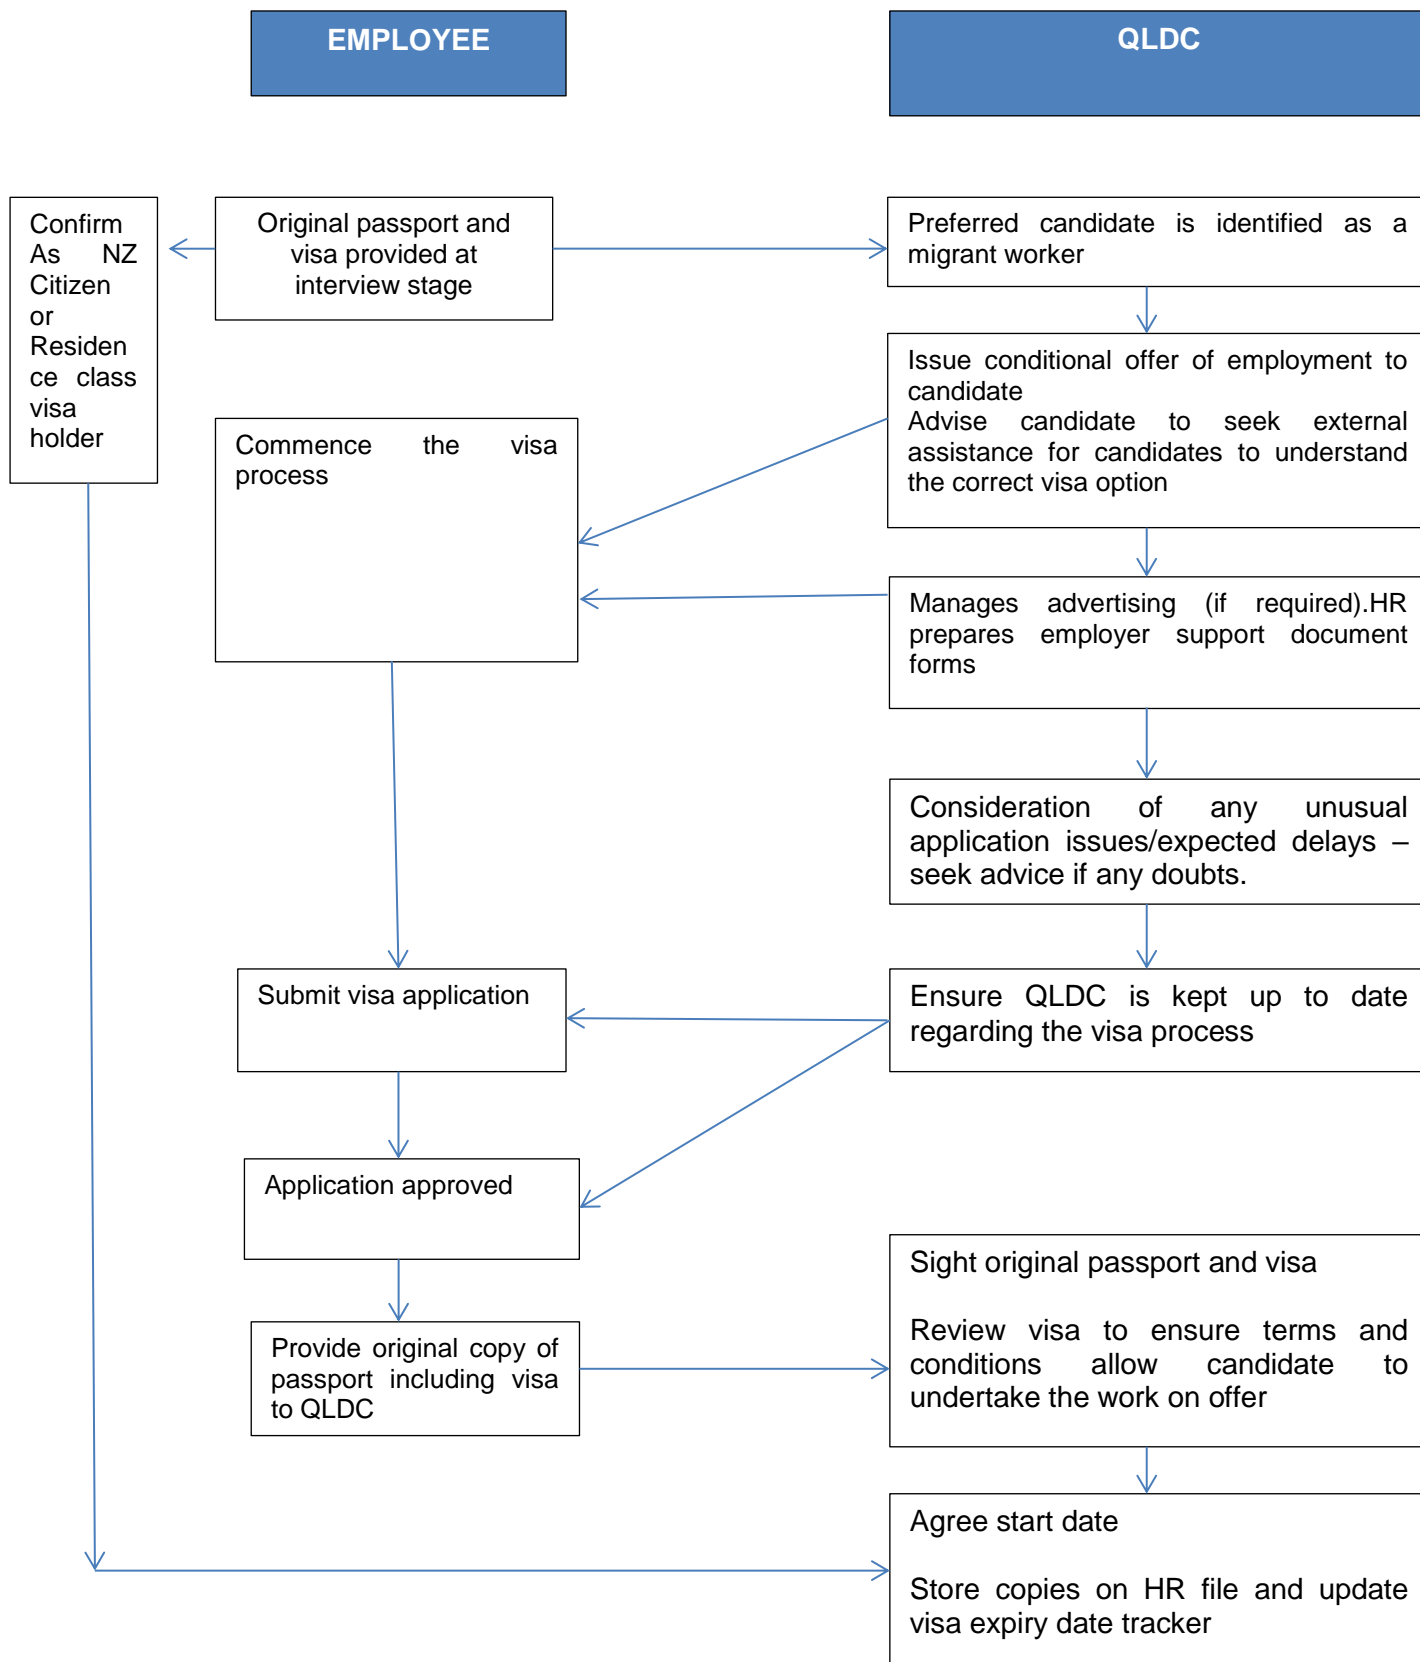 EMPLOYEE
QLDC
Confirm
As NZ
Citizen
or
Residen
ce class
visa
holder
Original passport and
visa provided at
interview stage
Preferred candidate is identified as a
migrant worker
Issue conditional offer of employment to
candidate
Advise candidate to seek external
assistance for candidates to understand
the correct visa option
Commence the visa
process
Manages advertising (if required).HR
prepares employer support document
forms
Consideration of any unusual
application issues/expected delays –
seek advice if any doubts.
Submit visa application
Ensure QLDC is kept up to date
regarding the visa process
Application approved
Provide original copy of
passport including visa
to QLDC
Sight original passport and visa
Review visa to ensure terms and
conditions allow candidate to
undertake the work on offer
Agree start date
Store copies on HR file and update
visa expiry date tracker